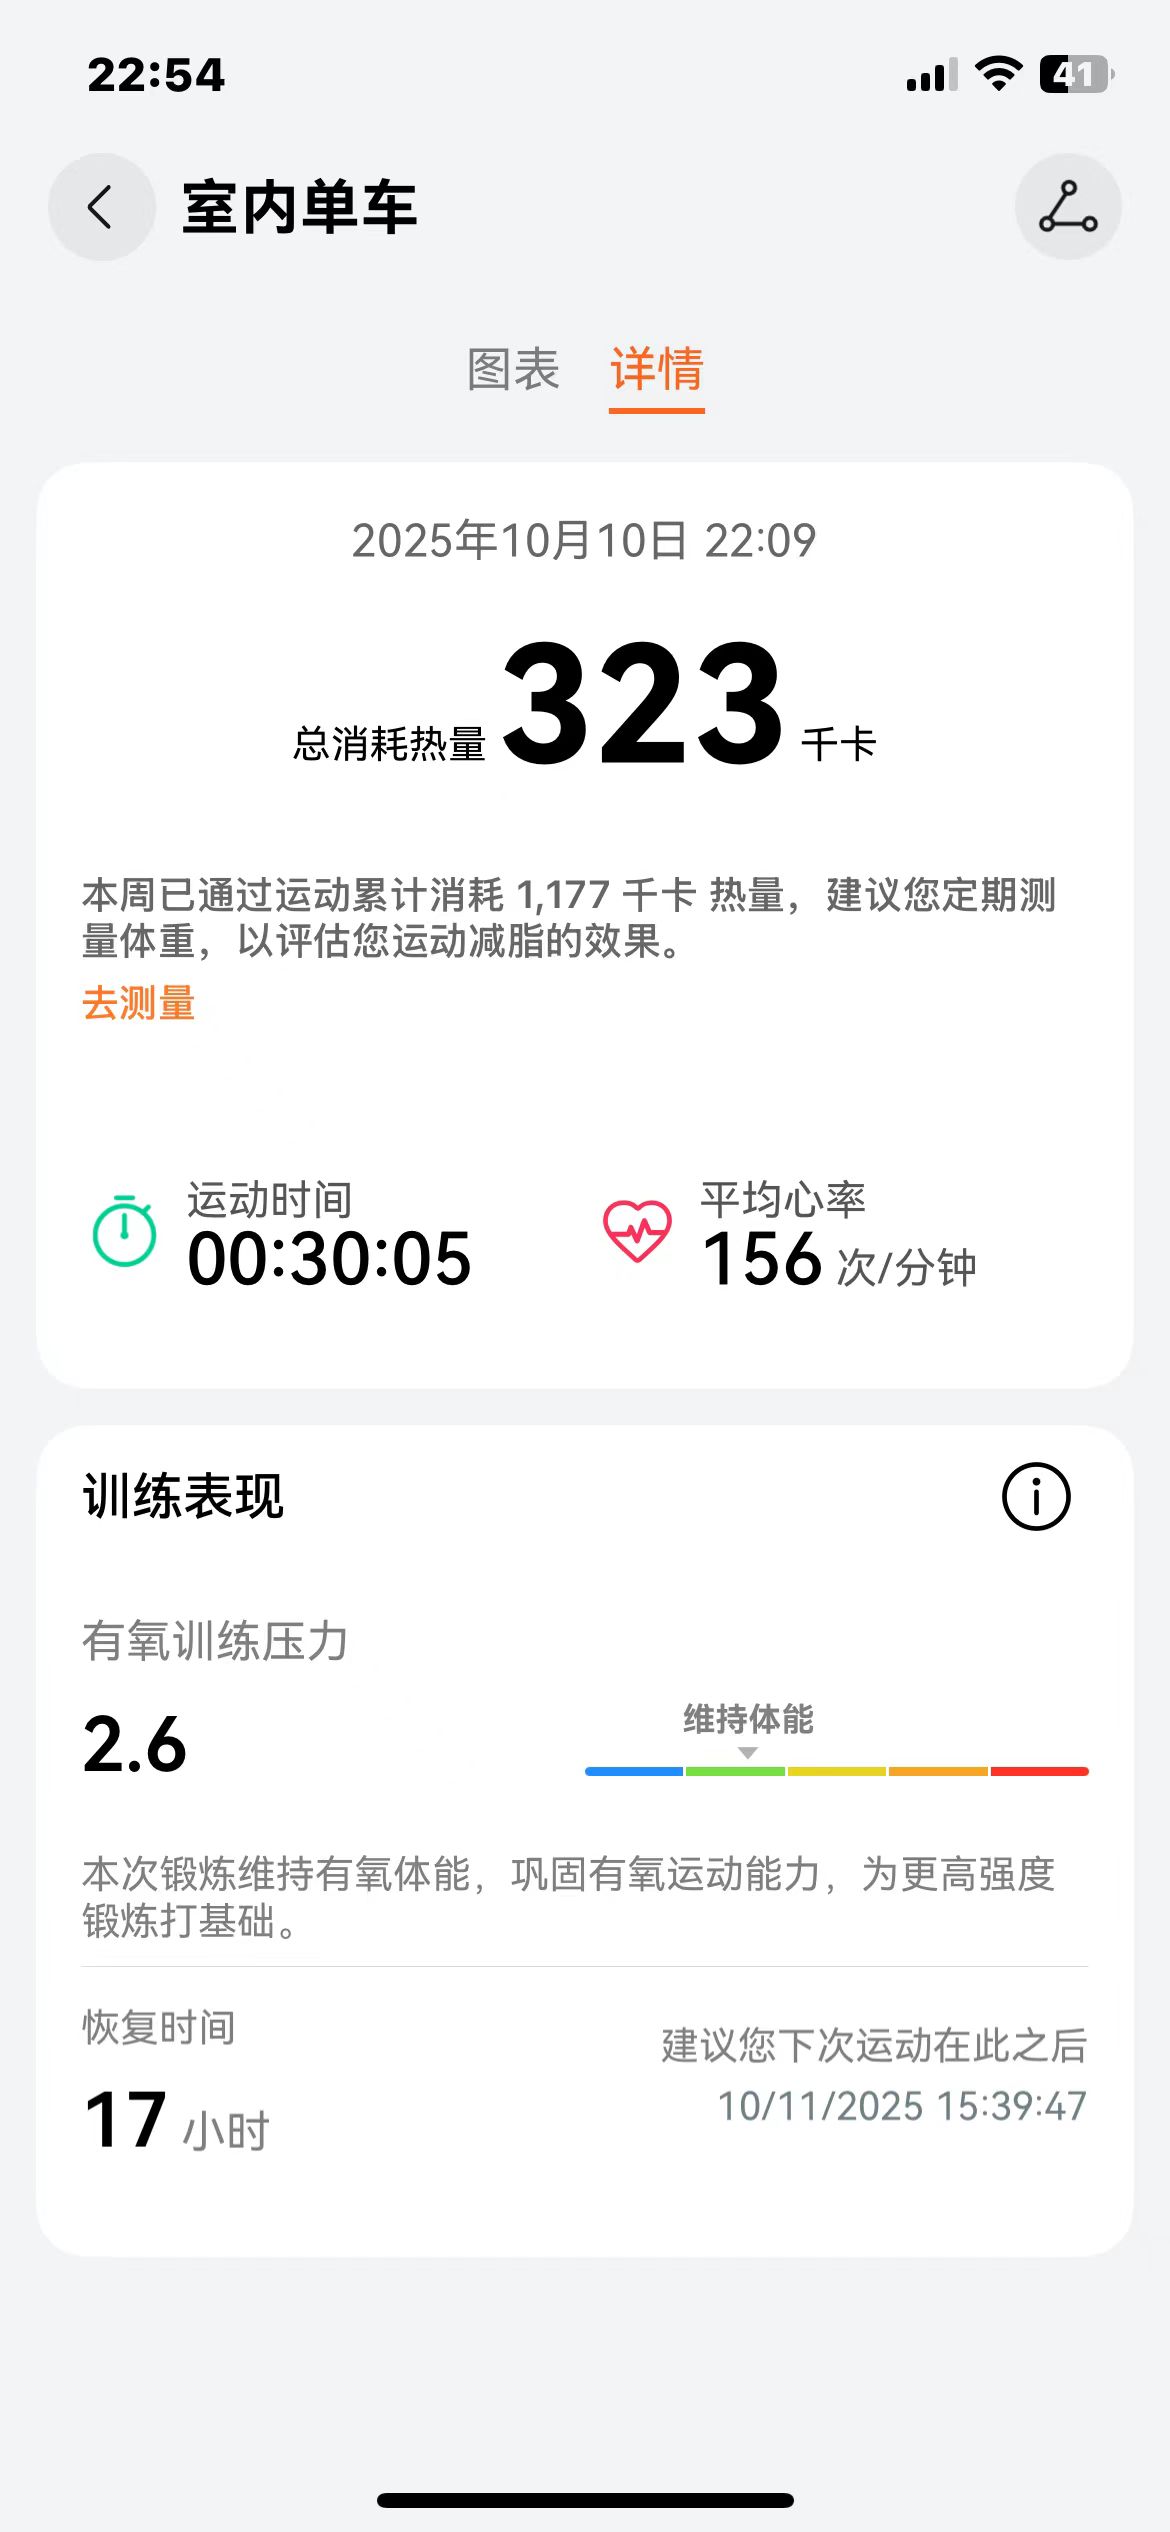 22:54
41
室内单车
图表 详情
2025年10月10日 22:09
总消耗热量 323 千卡
本周已通过运动累计消耗 1,177 千卡 热量，建议您定期测
量体重，以评估您运动减脂的效果。
去测量
运动时间
00:30:05
平均心率
156 次/分钟
训练表现
有氧训练压力
2.6
维持体能
本次锻炼维持有氧体能，巩固有氧运动能力，为更高强度
锻炼打基础。
恢复时间
17 小时
建议您下次运动在此之后
10/11/2025 15:39:47